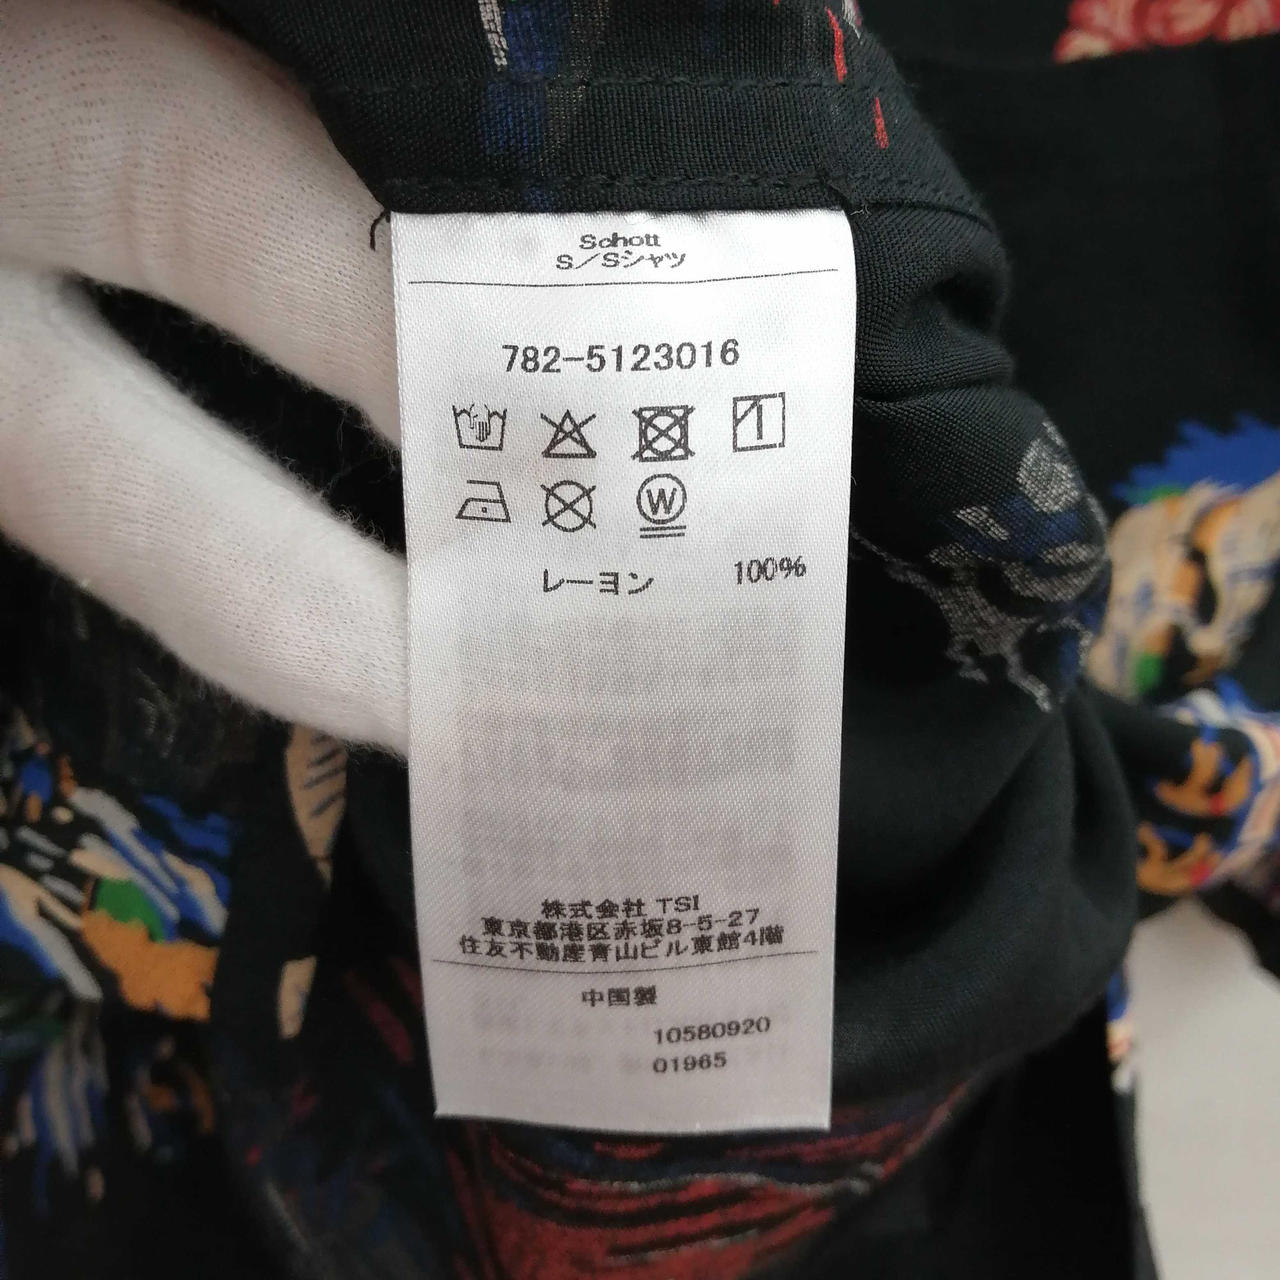 Schott
S/Sシャツ
782-5123016
W
レーヨン 100%
株式会社 TSI
東京都港区赤坂8-5-27
住友不動産青山ビル東館4階
中国製
10580920
01965